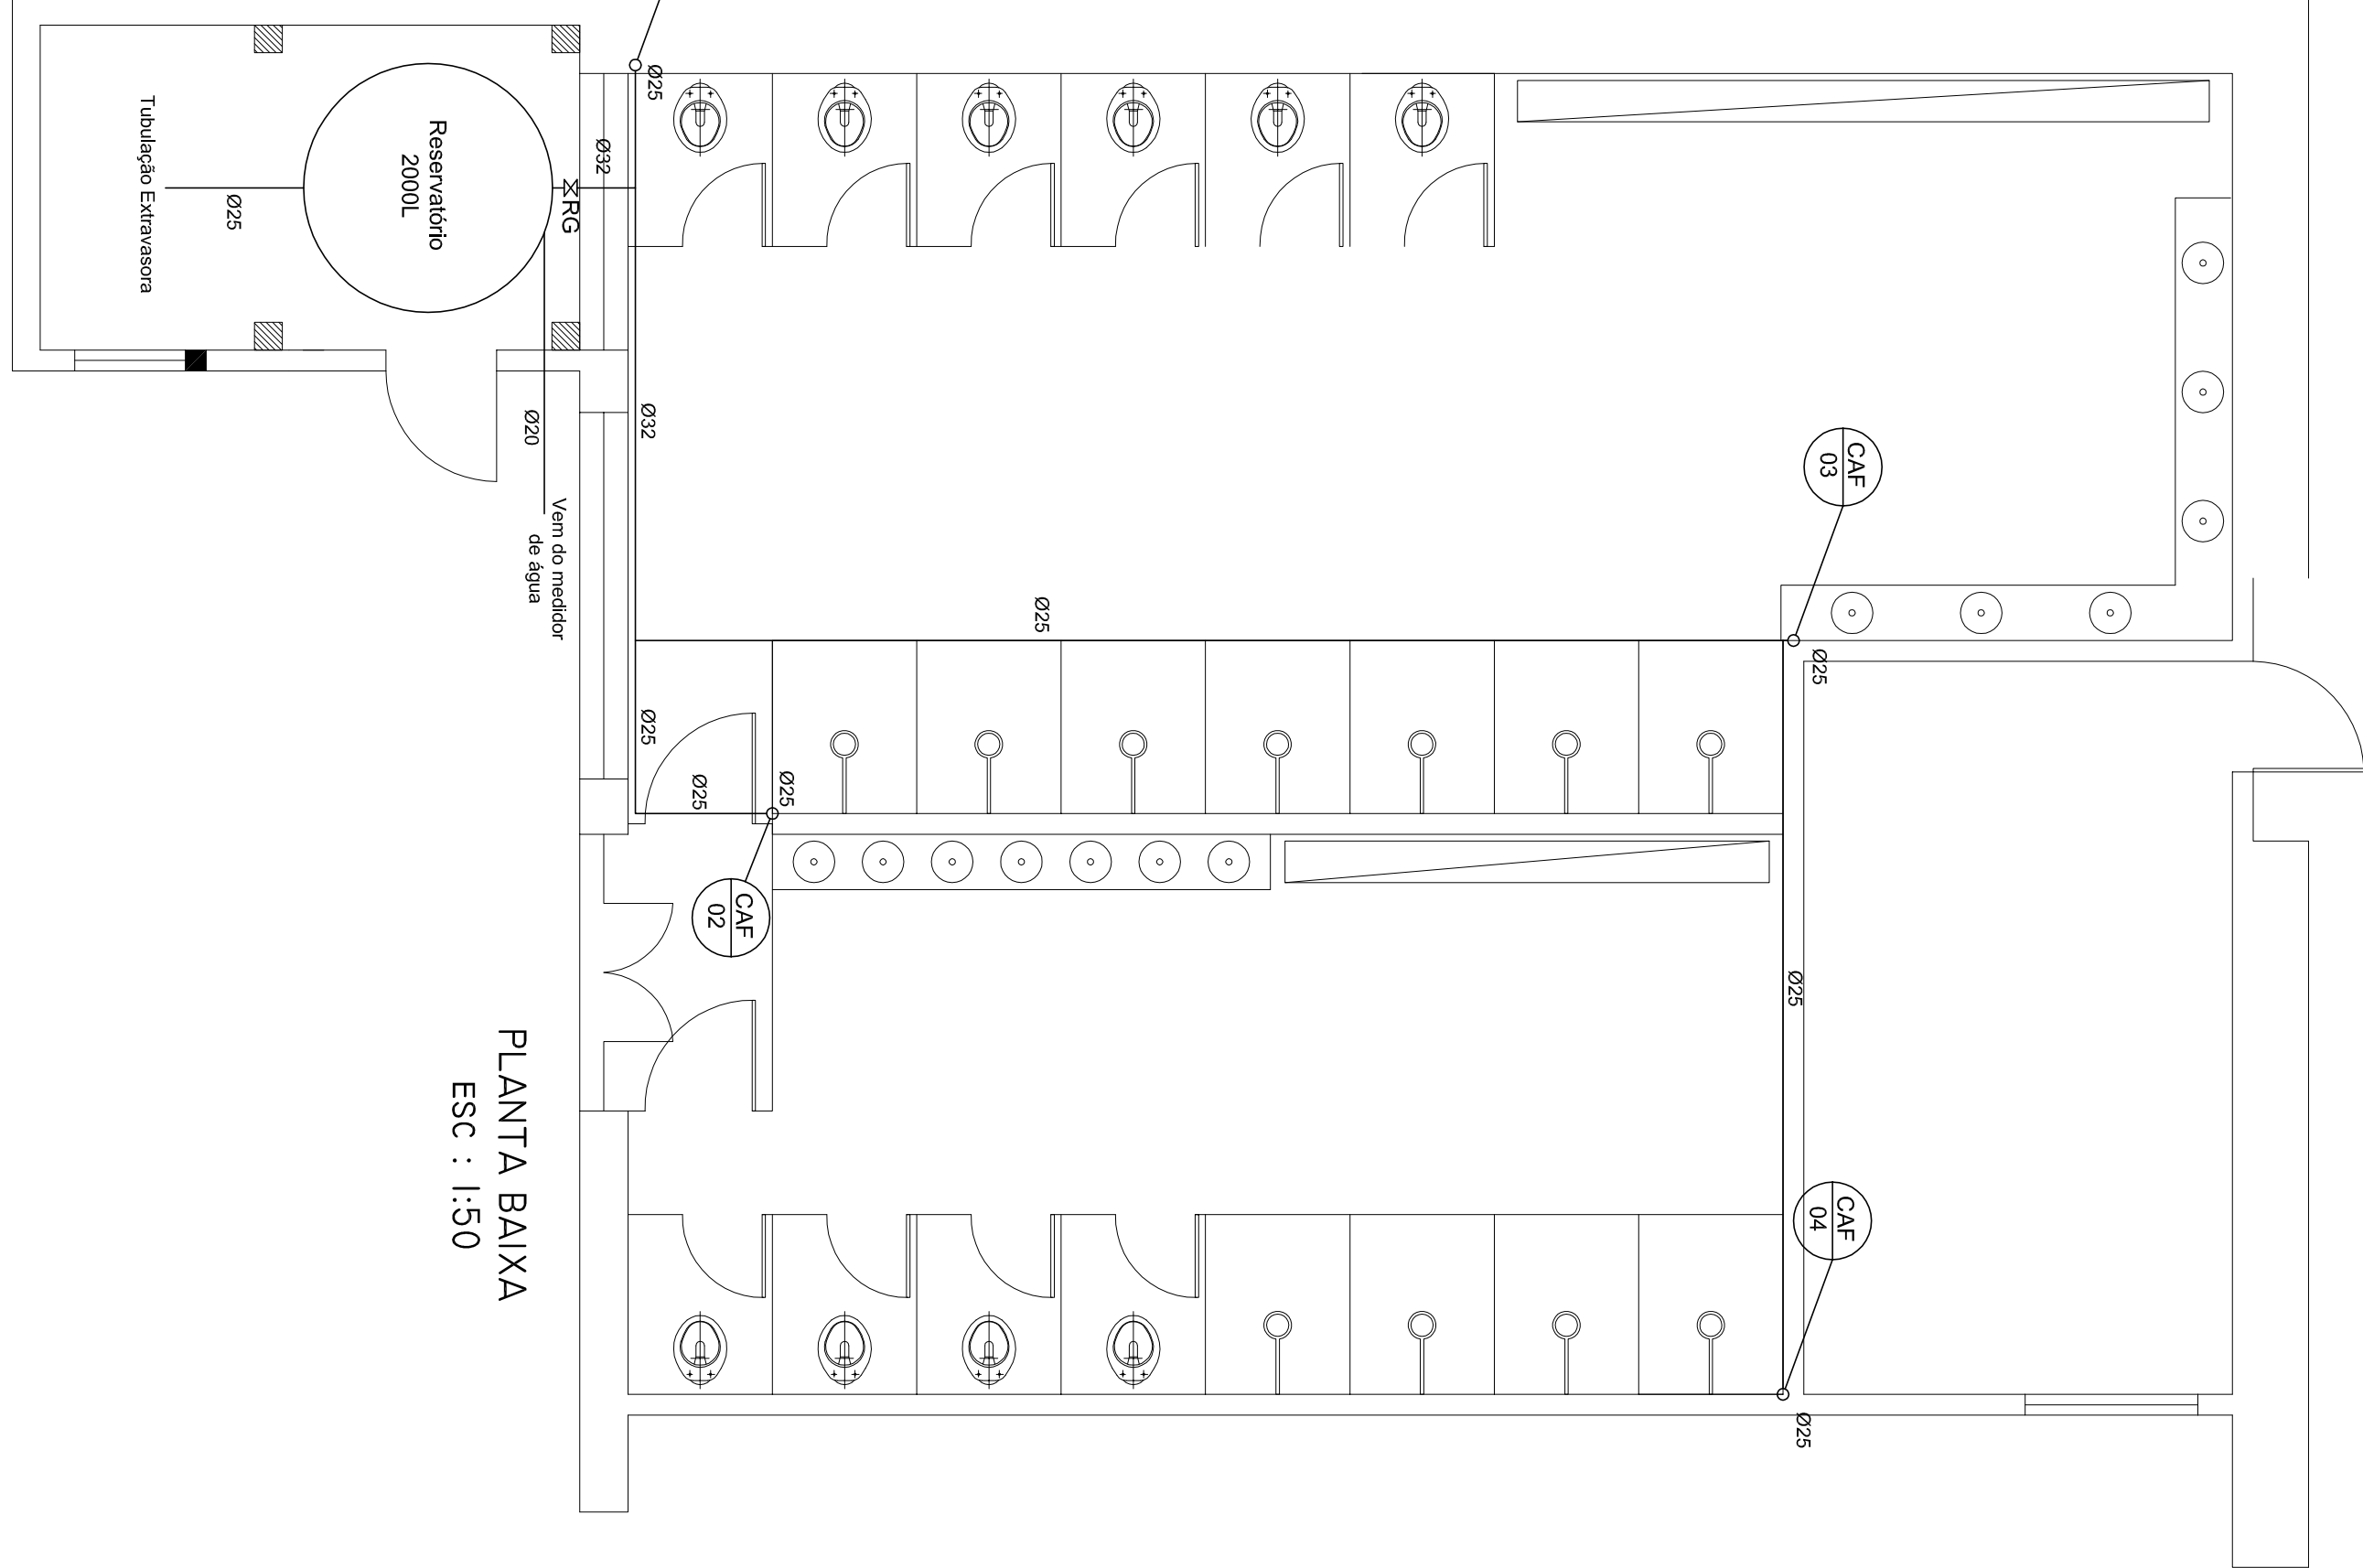 Ø25
Ø32
Reservatório
2000L
RG
Tubulação Extravasora
Ø25
Ø20
Ø32
Vem do medidor
de água
CAF
03
Ø25
Ø25
Ø25
Ø25
Ø25
CAF
02
Ø25
CAF
04
Ø25
PLANTA BAIXA
ESC : 1:50